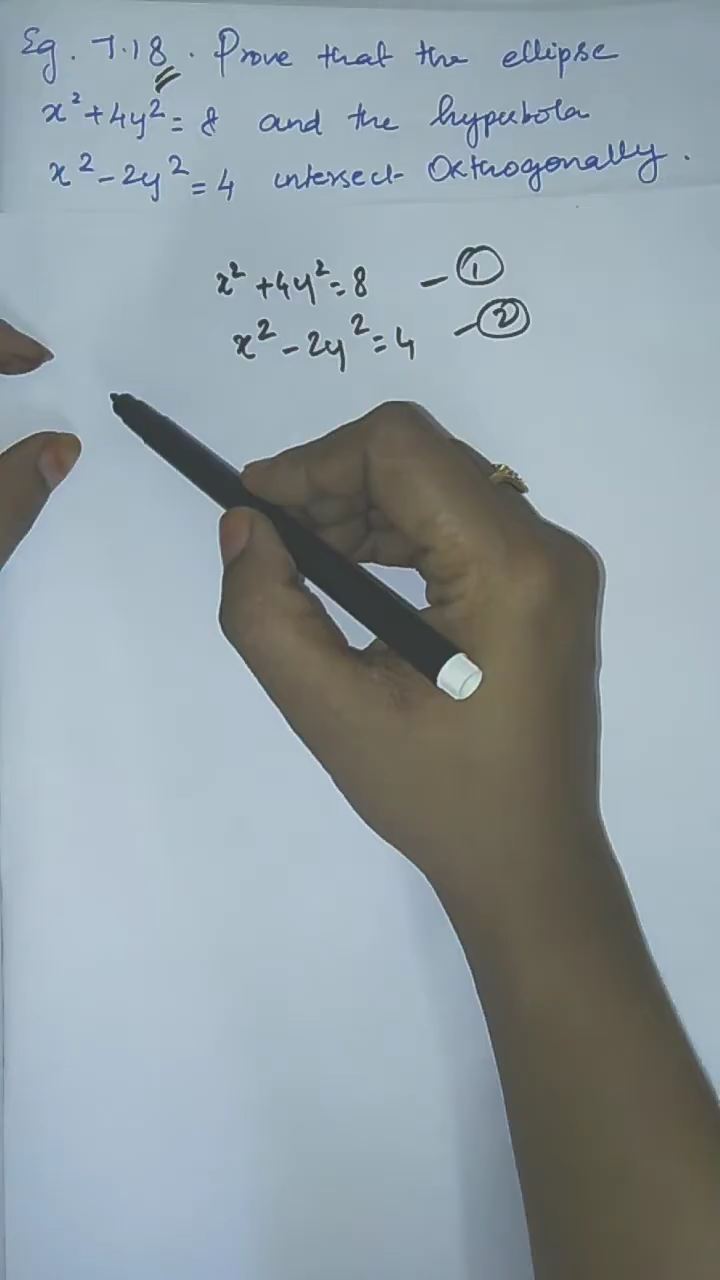 Eg. 7.18. Prove that the ellipse
x² + 4y² = 8 and the hyperbola
x² - 2y² = 4 intersect Orthogonally.
x² + 4y² = 8 - ①
x² - 2y² = 4 - ②